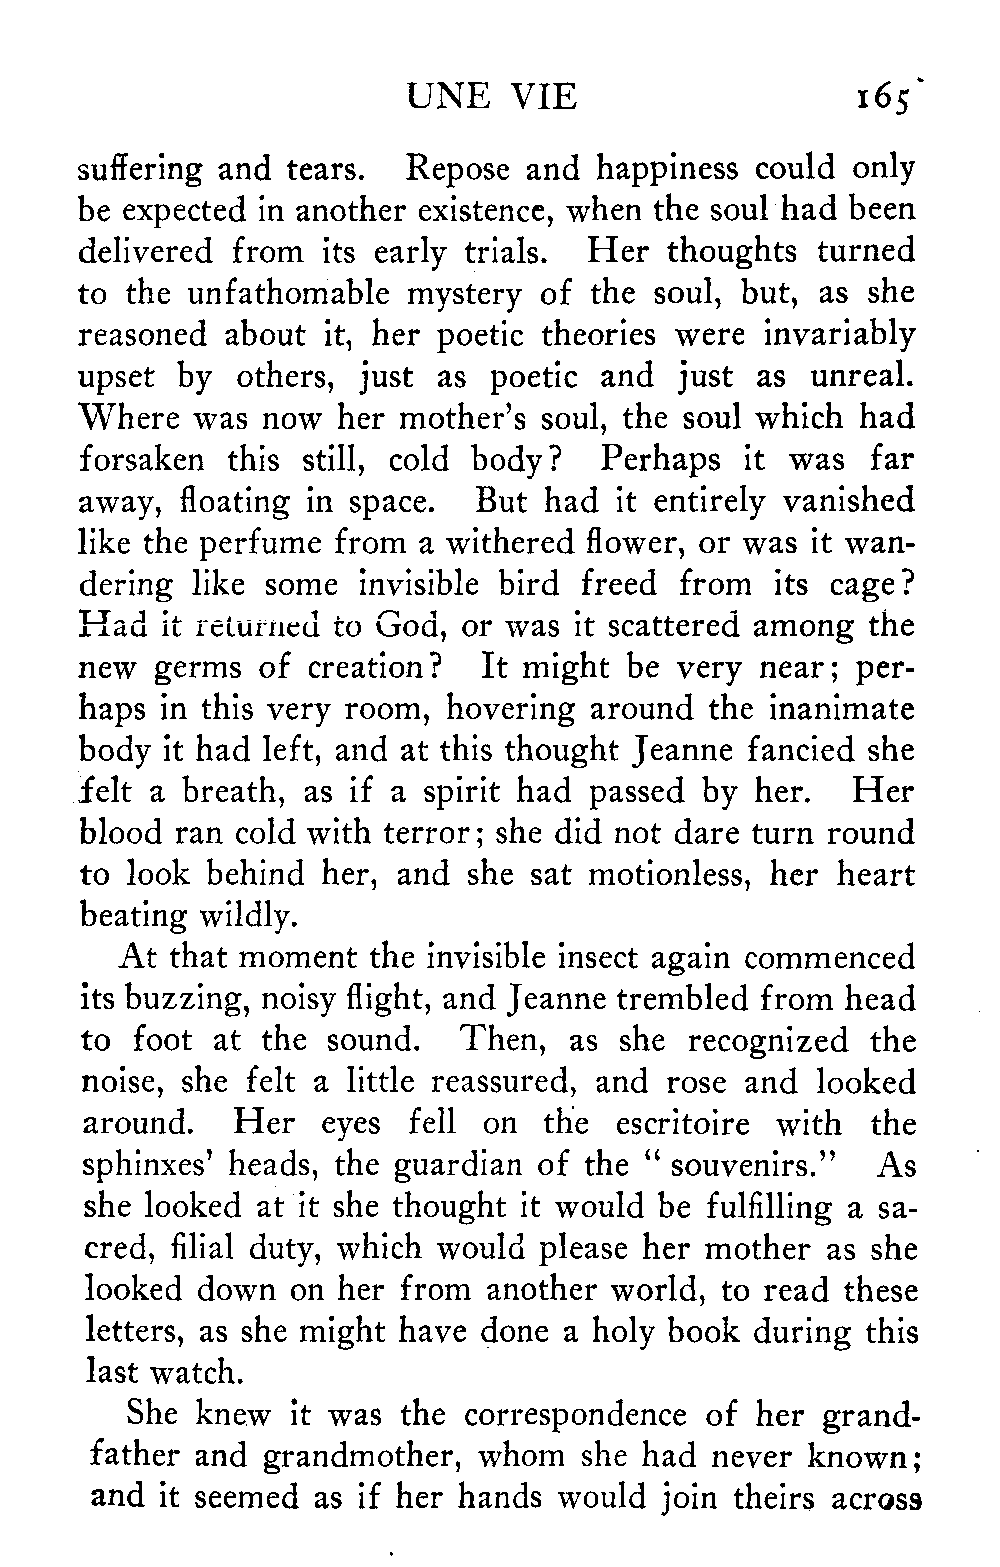 UNE VIE 165
suffering and tears. Repose and happiness could only
be expected in another existence, when the soul had been
delivered from its early trials. Her thoughts turned
to the unfathomable mystery of the soul, but, as she
reasoned about it, her poetic theories were invariably
upset by others, just as poetic and just as unreal.
Where was now her mother's soul, the soul which had
forsaken this still, cold body? Perhaps it was far
away, floating in space. But had it entirely vanished
like the perfume from a withered flower, or was it wan-
dering like some invisible bird freed from its cage?
Had it returned to God, or was it scattered among the
new germs of creation? It might be very near; per-
haps in this very room, hovering around the inanimate
body it had left, and at this thought Jeanne fancied she
felt a breath, as if a spirit had passed by her. Her
blood ran cold with terror; she did not dare turn round
to look behind her, and she sat motionless, her heart
beating wildly.
At that moment the invisible insect again commenced
its buzzing, noisy flight, and Jeanne trembled from head
to foot at the sound. Then, as she recognized the
noise, she felt a little reassured, and rose and looked
around. Her eyes fell on the escritoire with the
sphinxes' heads, the guardian of the "souvenirs." As
she looked at it she thought it would be fulfilling a sa-
cred, filial duty, which would please her mother as she
looked down on her from another world, to read these
letters, as she might have done a holy book during this
last watch.
She knew it was the correspondence of her grand-
father and grandmother, whom she had never known;
and it seemed as if her hands would join theirs across